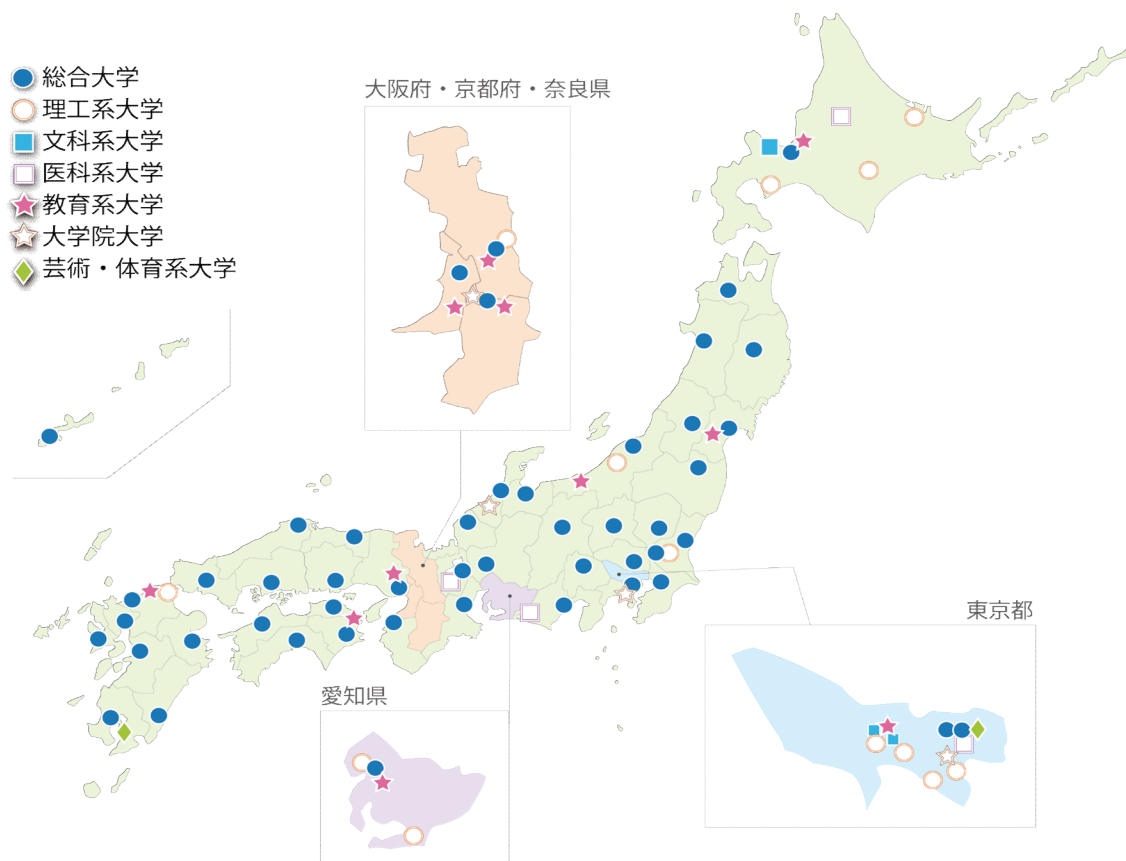 総合大学
理工系大学
文科系大学
医科系大学
教育系大学
大学院大学
芸術・体育系大学
大阪府・京都府・奈良県
愛知県
東京都